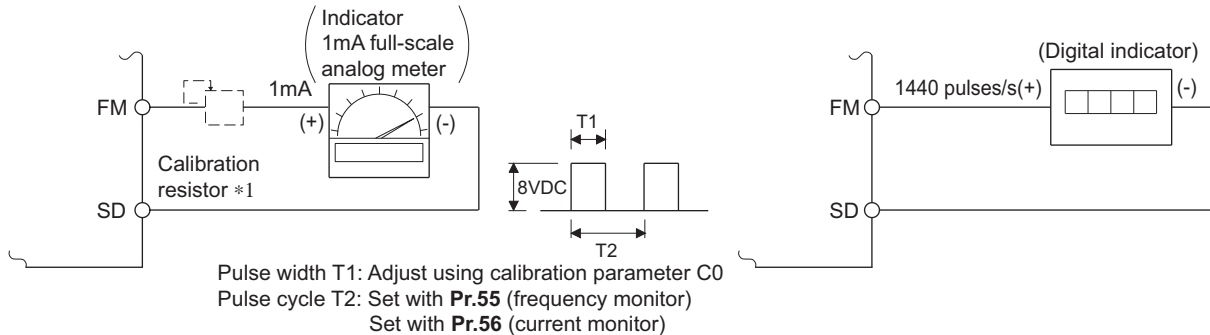 Indicator
1mA full-scale
analog meter
FM
1mA
(+)
(-)
Calibration
resistor *1
SD
T1
8VDC
T2
(Digital indicator)
FM
1440 pulses/s(+)
(-)
SD
Pulse width T1: Adjust using calibration parameter C0
Pulse cycle T2: Set with Pr.55 (frequency monitor)
Set with Pr.56 (current monitor)